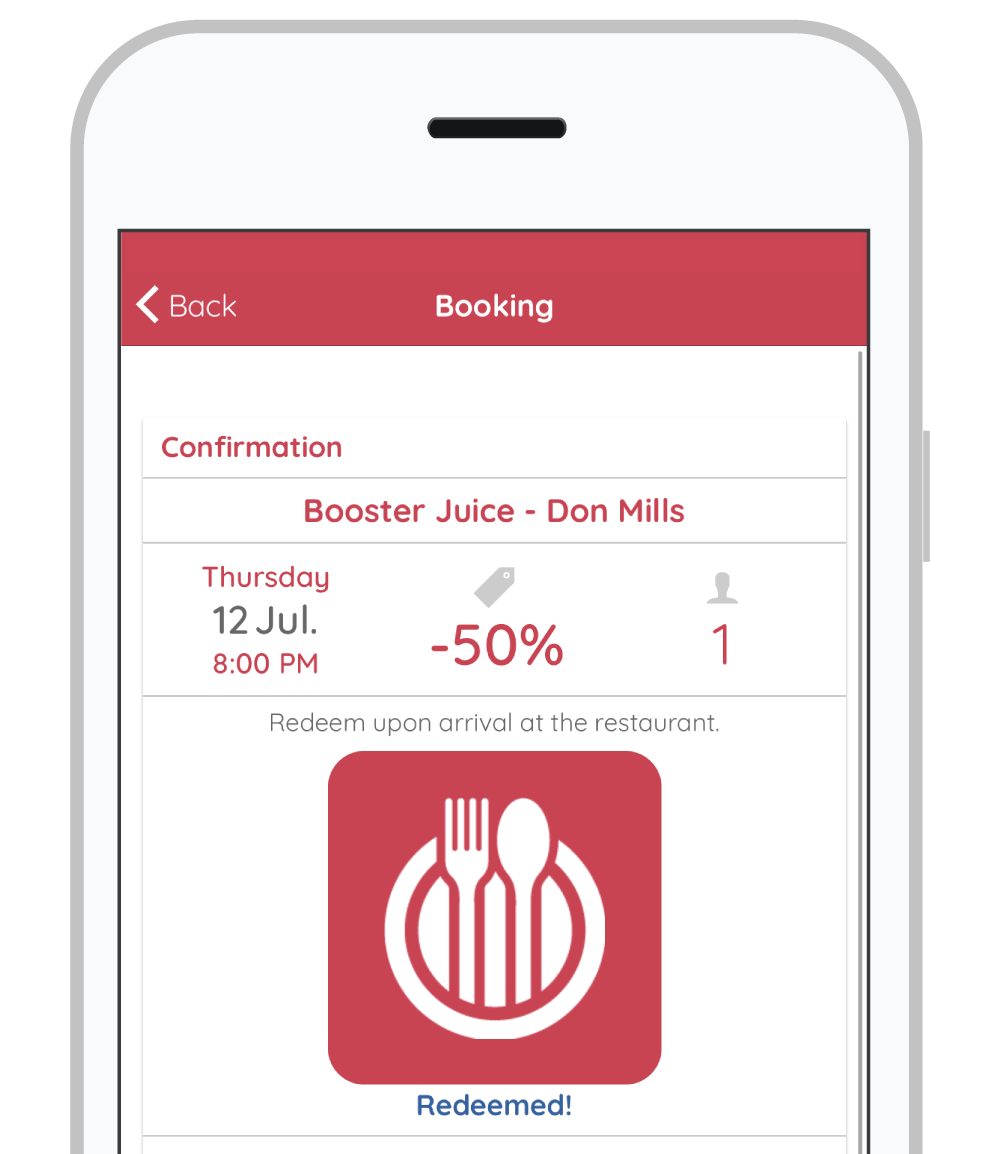 Back
Booking
Confirmation
Booster Juice - Don Mills
Thursday
12 Jul.
8:00 PM
-50%
1
Redeem upon arrival at the restaurant.
Redeemed!